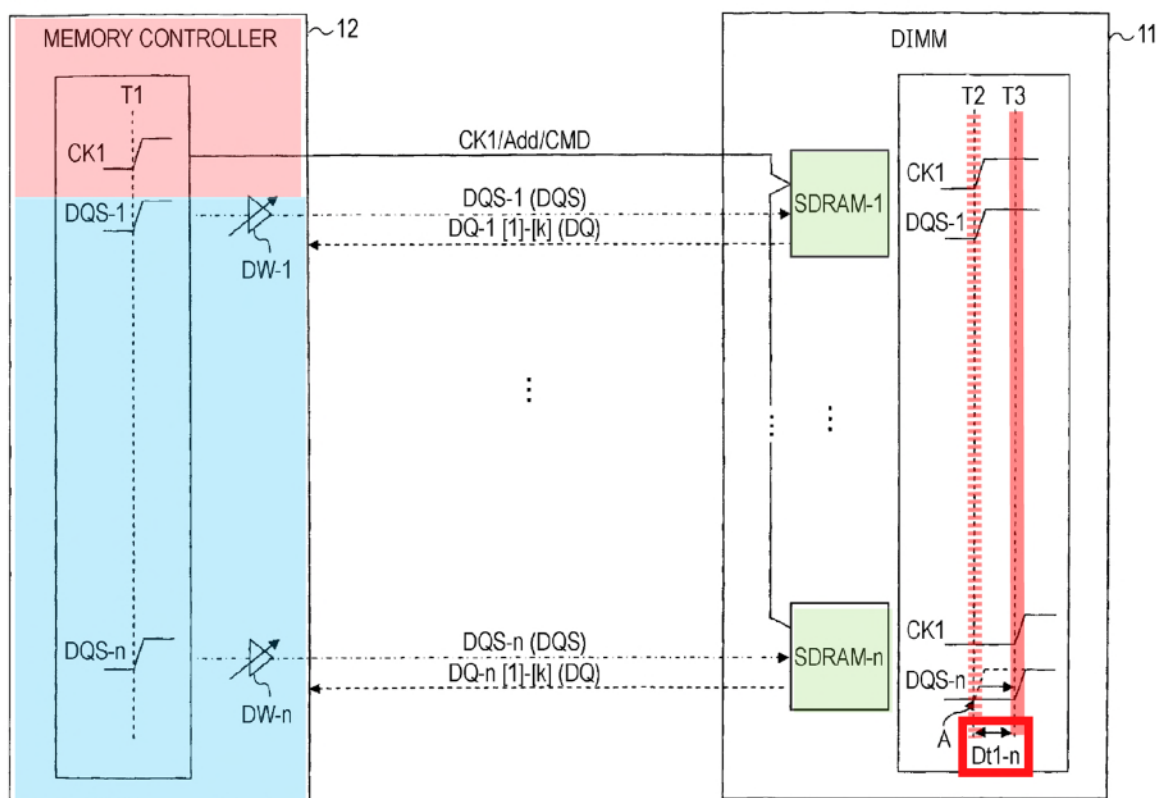 MEMORY CONTROLLER
12
DIMM
11
T1
T2 T3
CK1
CK1/Add/CMD
CK1
DQS-1
DQS-1 (DQS)
SDRAM-1
DQS-1
DQ-1 [1]-[k] (DQ)
DW-1
CK1
DQS-n
DQS-n (DQS)
SDRAM-n
DQS-n
DQ-n [1]-[k] (DQ)
DW-n
A
Dt1-n